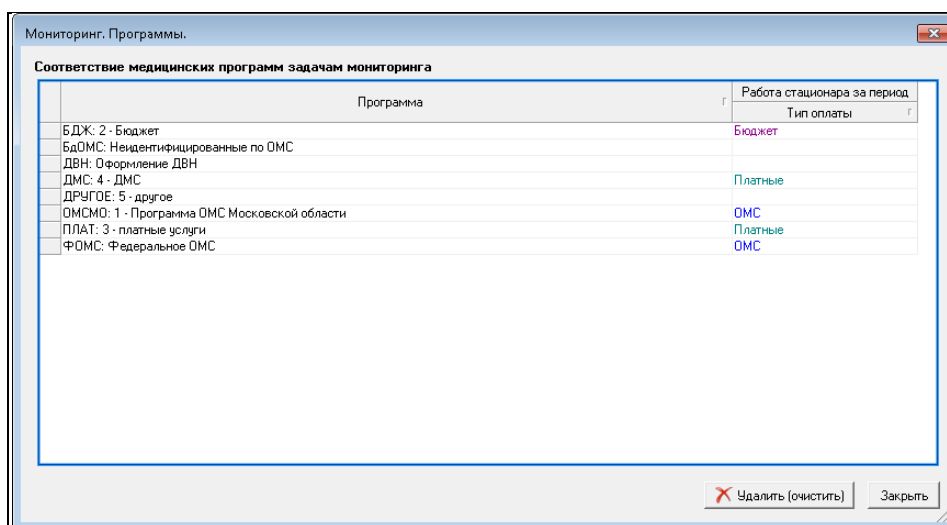 Мониторинг. Программы.
Соответствие медицинских программ задачам мониторинга
Программа
Работа стационара за период
Тип оплаты
БДЖ: 2 - Бюджет Бюджет
БдОМС: Неидентифицированные по ОМС
ДВН: Оформление ДВН
ДМС: 4 - ДМС Платные
ДРУГОЕ: 5 - другое
ОМСМО: 1 - Программа ОМС Московской области ОМС
ПЛАТ: 3 - платные услуги Платные
ФОМС: Федеральное ОМС ОМС
Удалить (очистить) Закрыть